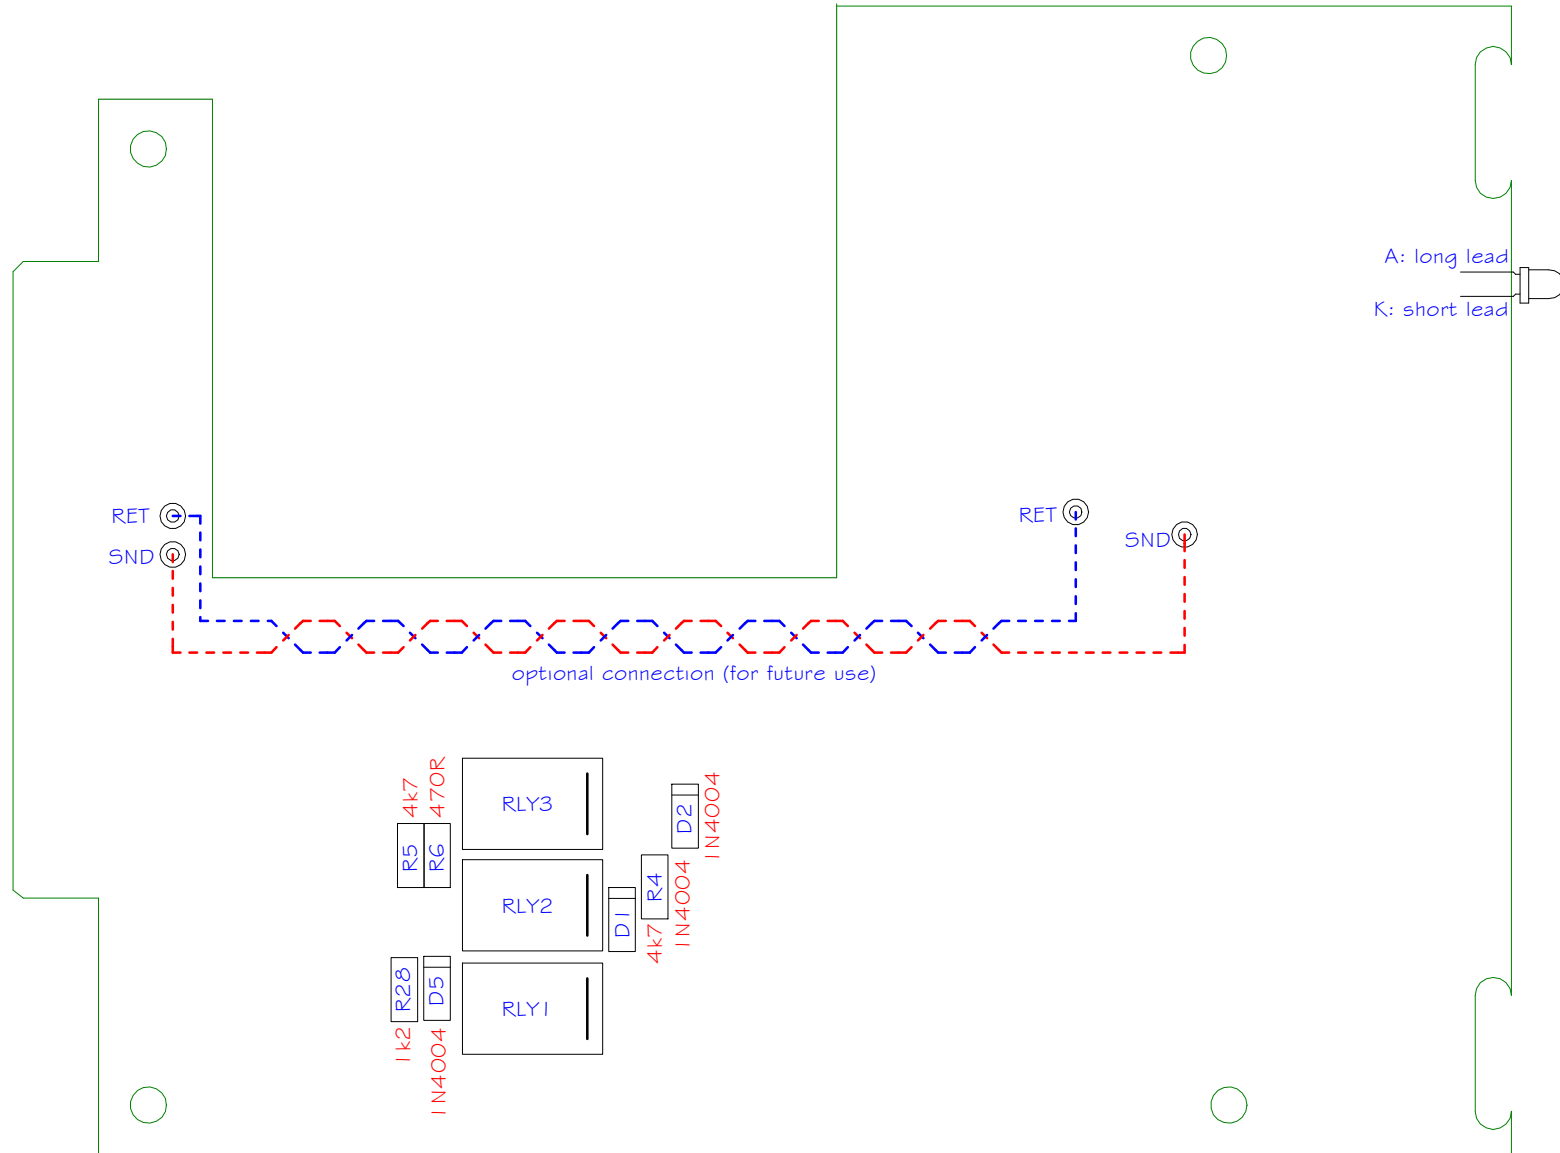 A: long lead
K: short lead
RET
RET
SND
SND
optional connection (for future use)
4k7
470R
RLY3
D2
1N4004
R5
R6
R4
1N4004
RLY2
D1
4k7
R28
D5
RLY1
1k2
1N4004